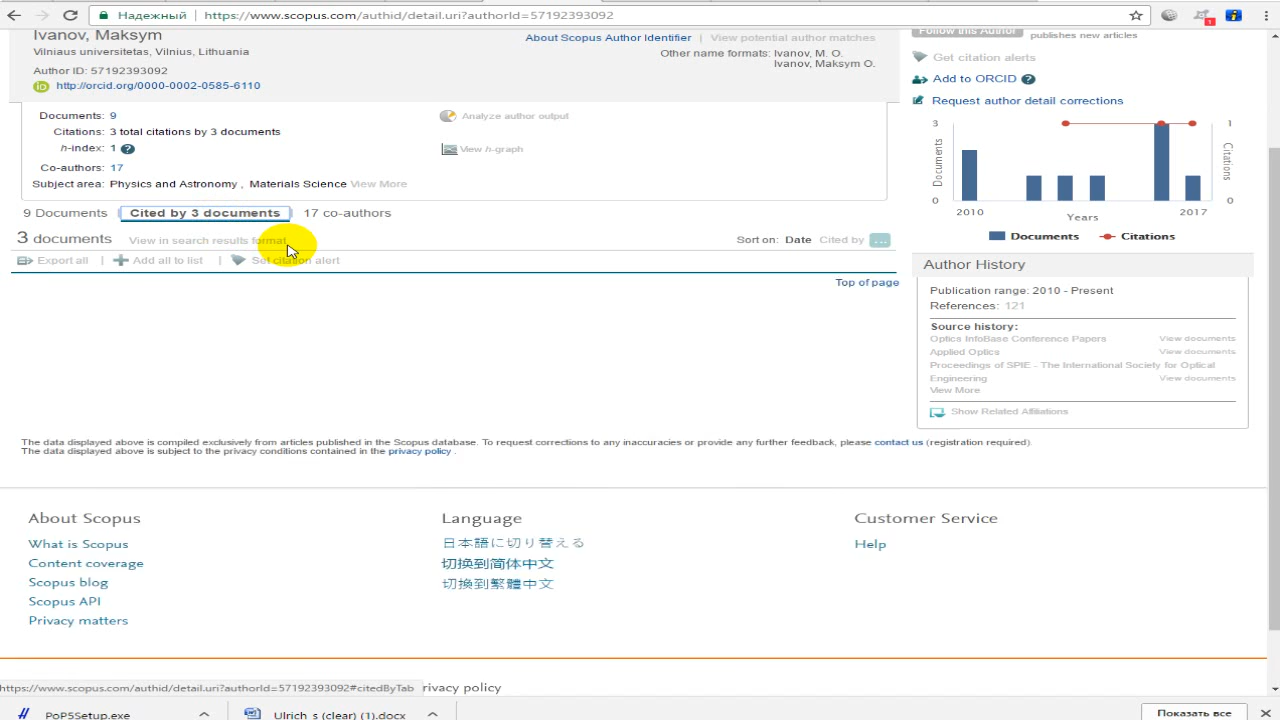 Надежный https://www.scopus.com/authid/detail.uri?authorId=57192393092
1
Ivanov, Maksym
Vilniaus universitetas, Vilnius, Lithuania
Author ID: 57192393092
iD http://orcid.org/0000-0002-0585-6110
About Scopus Author Identifier | View potential author matches
Other name formats: Ivanov, M. O.
Ivanov, Maksym O.
Documents: 9
Citations: 3 total citations by 3 documents
h-index: 1 ?
Co-authors: 17
Subject area: Physics and Astronomy , Materials Science View More
Analyze author output
View h-graph
9 Documents Cited by 3 documents 17 co-authors
3 documents View in search results format
Sort on: Date Cited by ...
Export all | Add all to list | Set citation alert
Top of page
Follow this Author publishes new articles
Get citation alerts
Add to ORCID ?
Request author detail corrections
3 1
Documents Citations
0 0
2010 2017
Years
Documents Citations
Author History
Publication range: 2010 - Present
References: 121
Source history:
Optics InfoBase Conference Papers View documents
Applied Optics View documents
Proceedings of SPIE - The International Society for Optical
Engineering View documents
View More
Show Related Affiliations
The data displayed above is compiled exclusively from articles published in the Scopus database. To request corrections to any inaccuracies or provide any further feedback, please contact us (registration required).
The data displayed above is subject to the privacy conditions contained in the privacy policy .
About Scopus
What is Scopus
Content coverage
Scopus blog
Scopus API
Privacy matters
Language
日本語に切り替える
切换到简体中文
切換到繁體中文
Customer Service
Help
https://www.scopus.com/authid/detail.uri?authorId=57192393092#citedByTab rivacy policy
PoP5Setup.exe Ulrich_s (clear) (1).docx Показать все